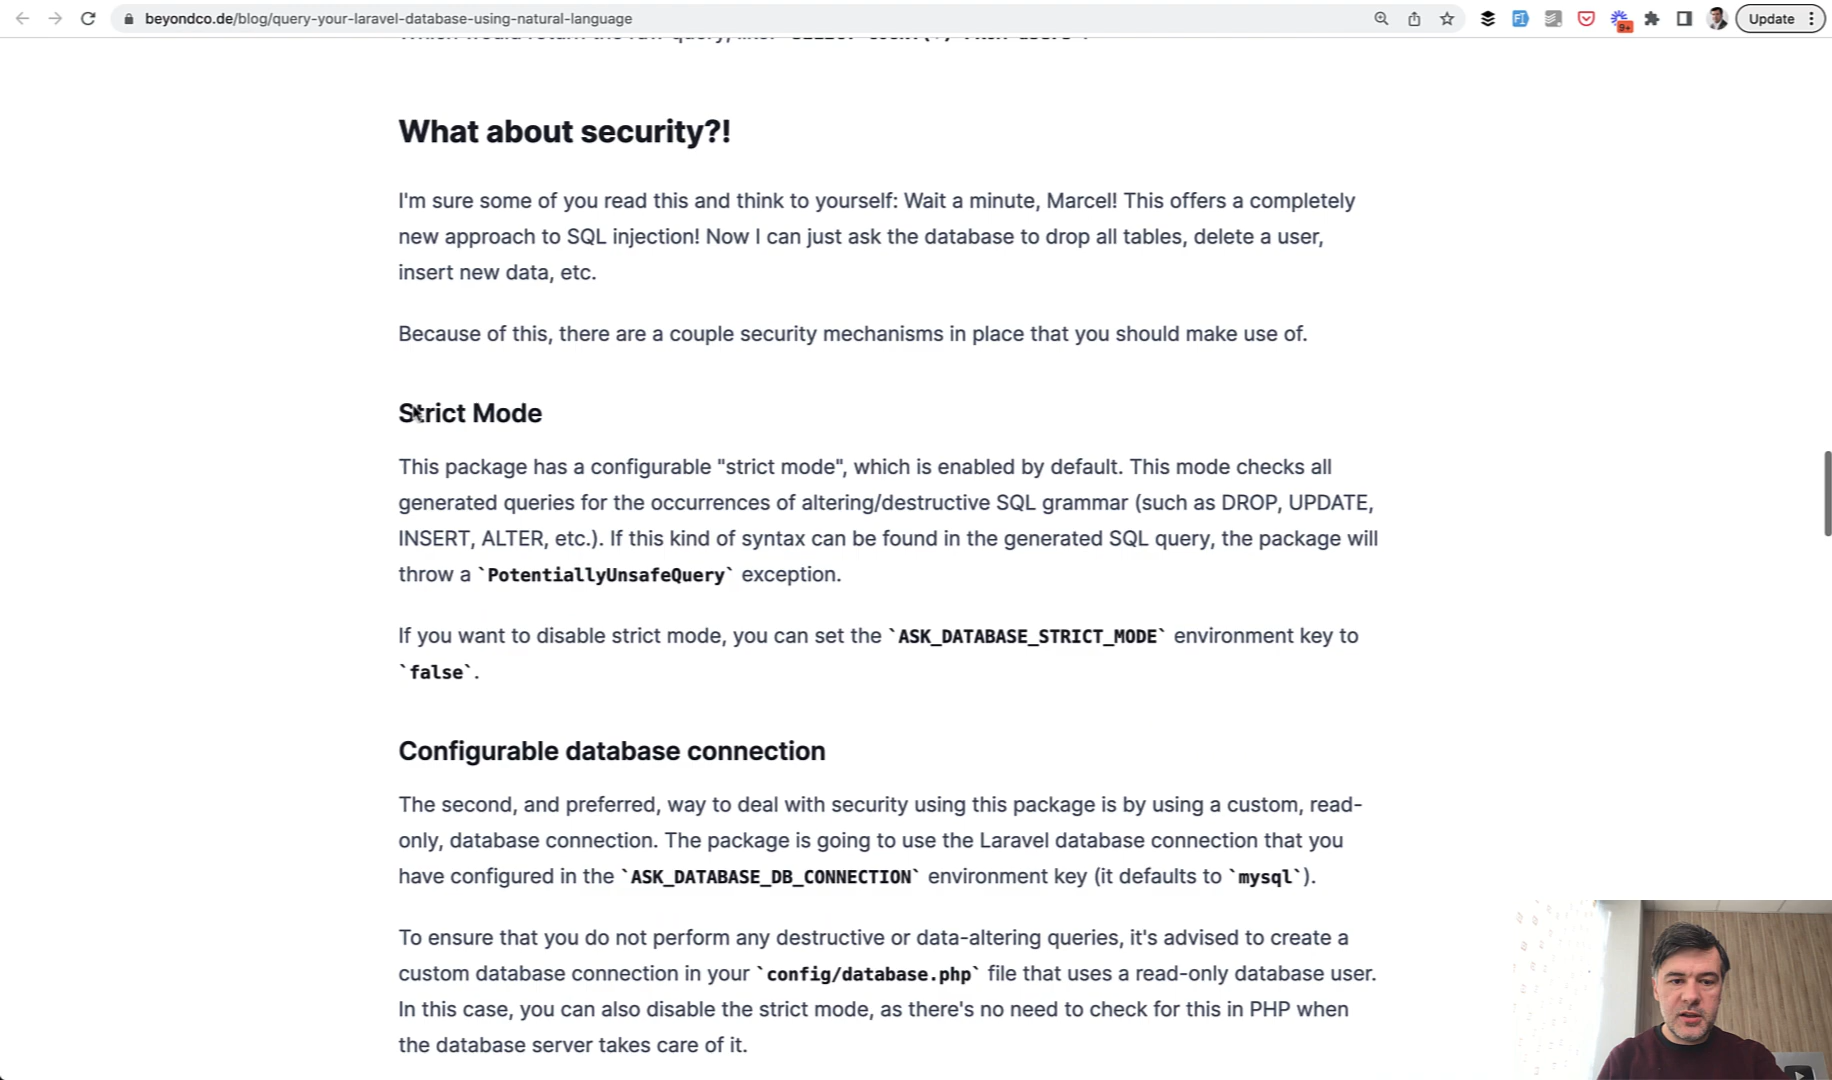 beyondco.de/blog/query-your-laravel-database-using-natural-language
Update
9+
What about security?!
I'm sure some of you read this and think to yourself: Wait a minute, Marcel! This offers a completely
new approach to SQL injection! Now I can just ask the database to drop all tables, delete a user,
insert new data, etc.
Because of this, there are a couple security mechanisms in place that you should make use of.
Strict Mode
This package has a configurable "strict mode", which is enabled by default. This mode checks all
generated queries for the occurrences of altering/destructive SQL grammar (such as DROP, UPDATE,
INSERT, ALTER, etc.). If this kind of syntax can be found in the generated SQL query, the package will
throw a `PotentiallyUnsafeQuery` exception.
If you want to disable strict mode, you can set the `ASK_DATABASE_STRICT_MODE` environment key to
`false`.
Configurable database connection
The second, and preferred, way to deal with security using this package is by using a custom, read-
only, database connection. The package is going to use the Laravel database connection that you
have configured in the `ASK_DATABASE_DB_CONNECTION` environment key (it defaults to `mysql`).
To ensure that you do not perform any destructive or data-altering queries, it's advised to create a
custom database connection in your `config/database.php` file that uses a read-only database user.
In this case, you can also disable the strict mode, as there's no need to check for this in PHP when
the database server takes care of it.